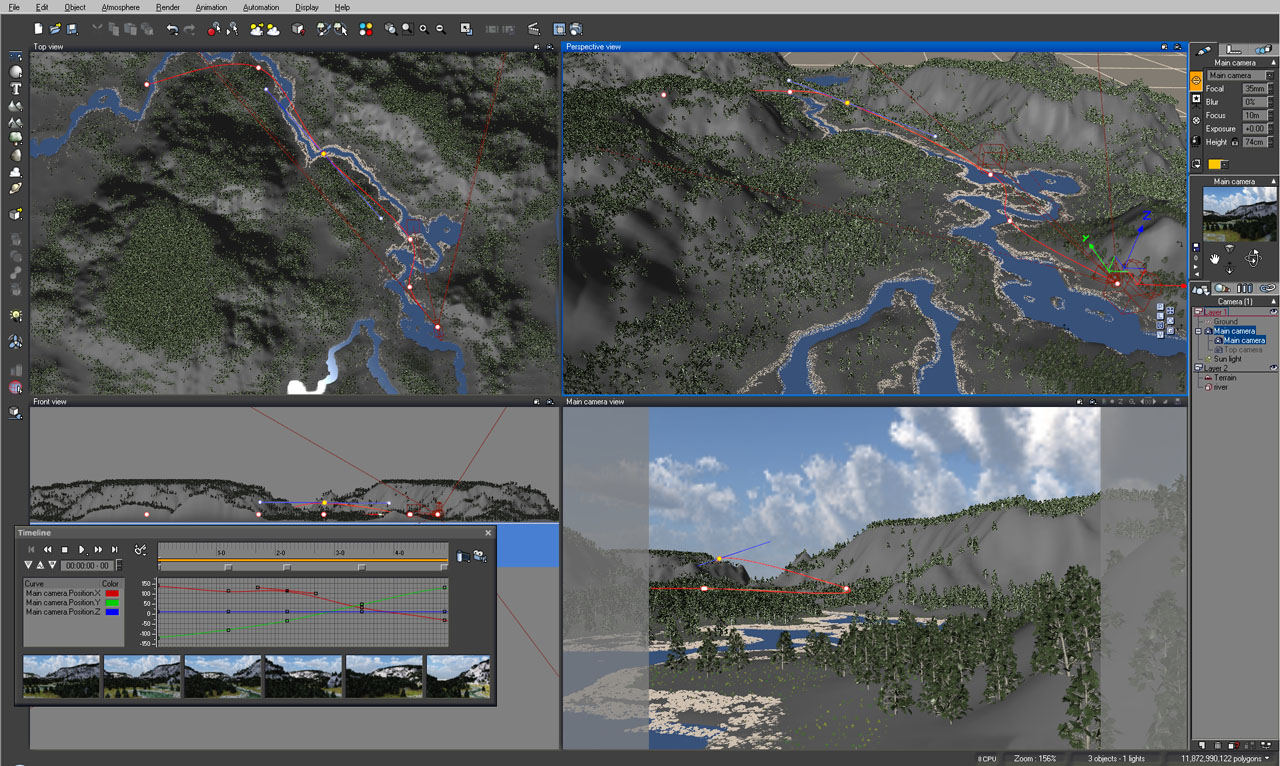 File Edit Object Atmosphere Render Animation Automation Display Help
Top view
Perspective view
Main camera
Main camera
Focal 35mm
Blur 0%
Focus 10m
Exposure +0.00
Height 74cm
Main camera
Z
Y
Camera [1]
Layer 1
Ground
Main camera
Main camera
Top camera
Sun light
Layer 2
Terrain
river
Front view
Main camera view
Timeline
1·0 2·0 3·0 4·0
00:00:00 - 00
Curve Color
Main camera.Position.X
Main camera.Position.Y
Main camera.Position.Z
150
100
50
0
-50
-100
-150
8 CPU Zoom : 156% 3 objects - 1 lights 11,872,990,122 polygons